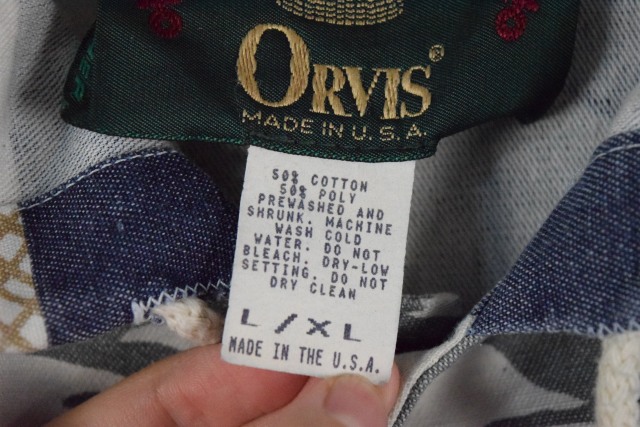 ORVIS®
MADE IN U.S.A.
50% COTTON
50% POLY
PREWASHED AND
SHRUNK. MACHINE
WASH COLD
WATER. DO NOT
BLEACH. DRY-LOW
SETTING. DO NOT
DRY CLEAN
L/XL
MADE IN THE U.S.A.